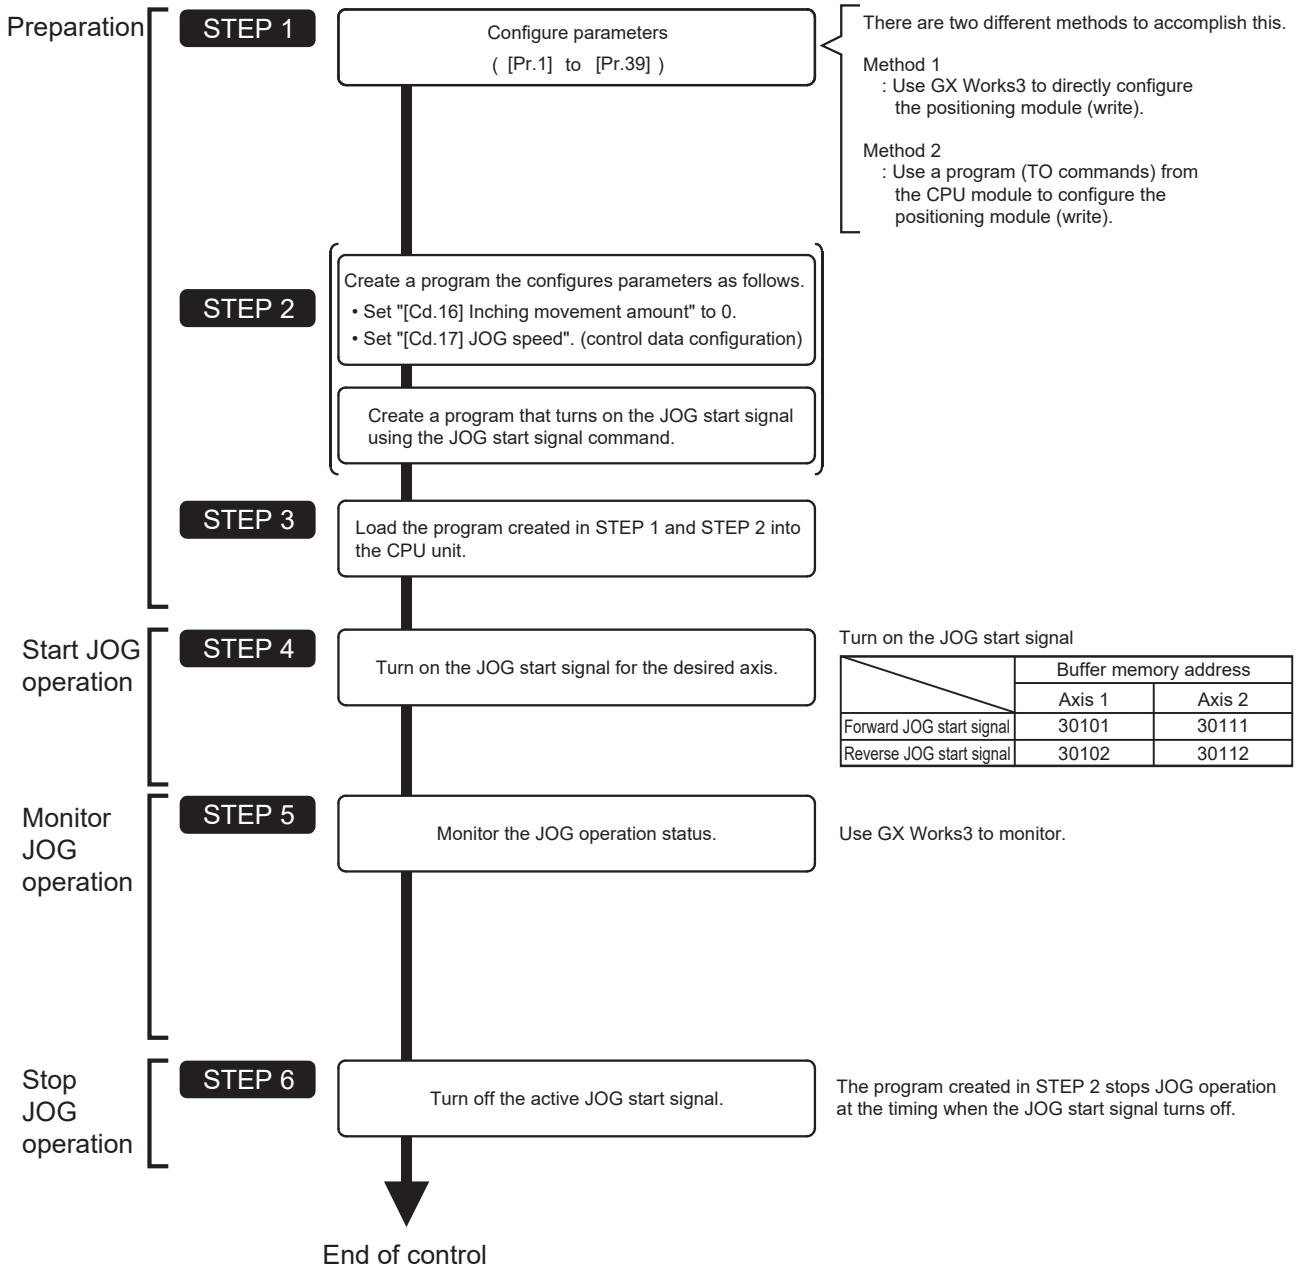 Preparation
STEP 1
Configure parameters
( [Pr.1] to [Pr.39] )
There are two different methods to accomplish this.
Method 1
: Use GX Works3 to directly configure
the positioning module (write).
Method 2
: Use a program (TO commands) from
the CPU module to configure the
positioning module (write).
STEP 2
Create a program the configures parameters as follows.
• Set "[Cd.16] Inching movement amount" to 0.
• Set "[Cd.17] JOG speed". (control data configuration)
Create a program that turns on the JOG start signal
using the JOG start signal command.
STEP 3
Load the program created in STEP 1 and STEP 2 into
the CPU unit.
Start JOG
operation
STEP 4
Turn on the JOG start signal for the desired axis.
Turn on the JOG start signal
Buffer memory address
Axis 1 Axis 2
Forward JOG start signal 30101 30111
Reverse JOG start signal 30102 30112
Monitor
JOG
operation
STEP 5
Monitor the JOG operation status.
Use GX Works3 to monitor.
Stop
JOG
operation
STEP 6
Turn off the active JOG start signal.
The program created in STEP 2 stops JOG operation
at the timing when the JOG start signal turns off.
End of control